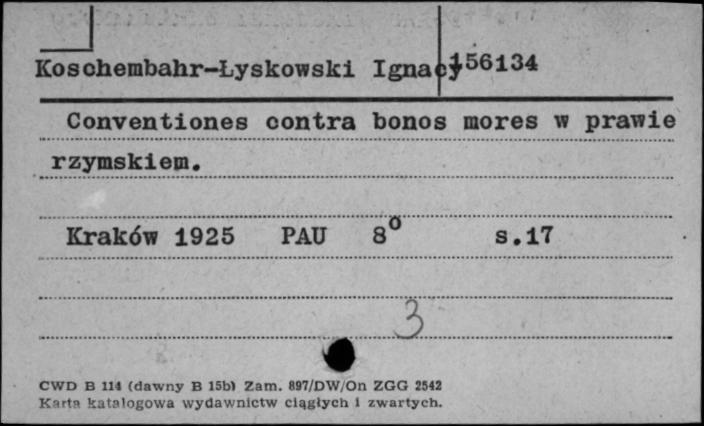 Koschembahr-Łyskowski Ignacy 156134
Conventiones contra bonos mores w prawie
rzymskiem.
Kraków 1925 PAU 8o s.17
3
CWD B 114 (dawny B 15b) Zam. 897/DW/On ZGG 2542
Karta katalogowa wydawnictw ciągłych i zwartych.